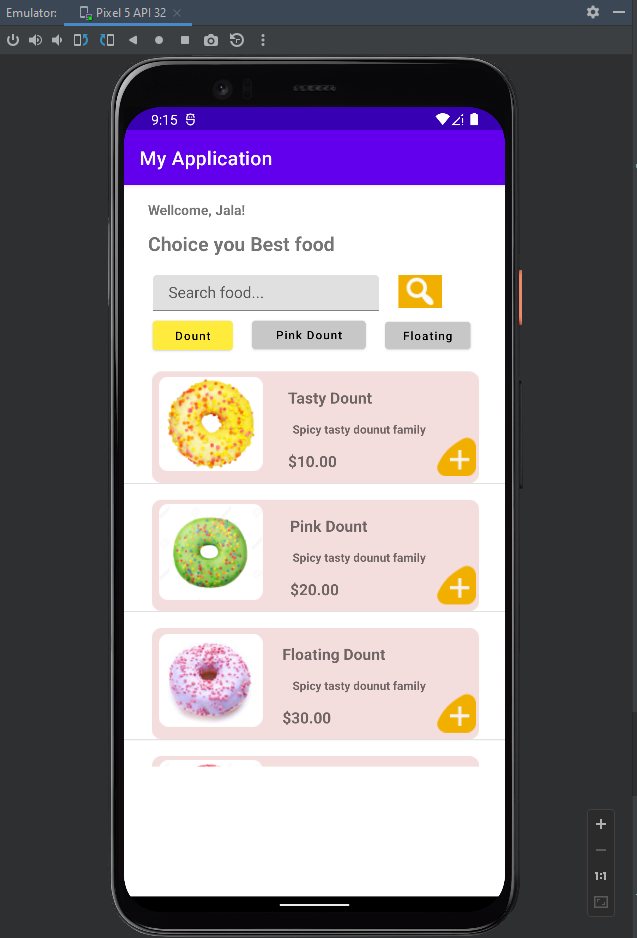 Emulator: Pixel 5 API 32
9:15
My Application
Wellcome, Jala!
Choice you Best food
Search food...
Dount Pink Dount Floating
Tasty Dount
Spicy tasty dounut family
$10.00
Pink Dount
Spicy tasty dounut family
$20.00
Floating Dount
Spicy tasty dounut family
$30.00
1:1